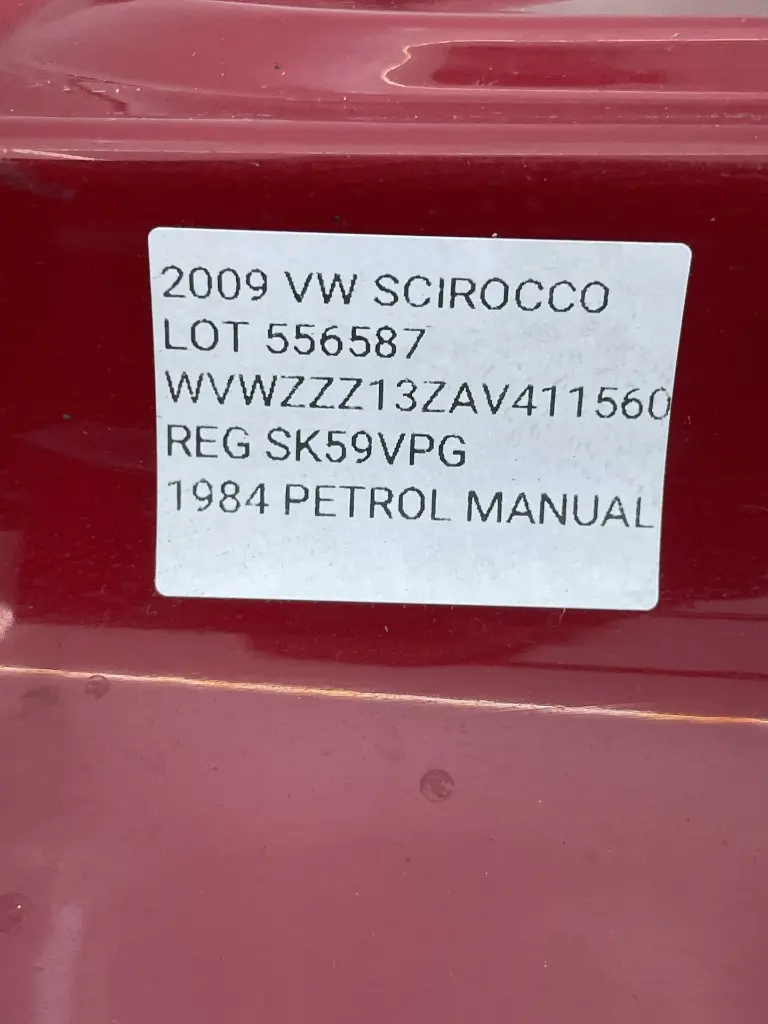 2009 VW SCIROCCO
LOT 556587
WVWZZZ13ZAV411560
REG SK59VPG
1984 PETROL MANUAL